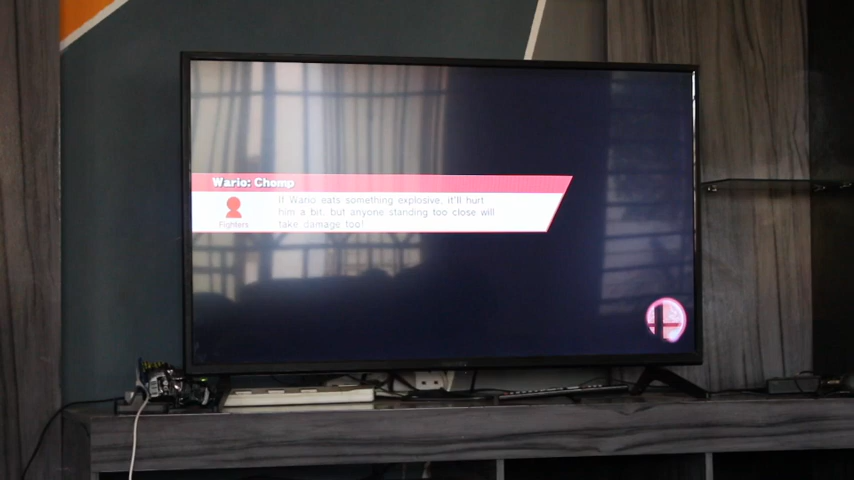 Wario: Chomp
If Wario eats something explosive, it'll hurt
him a bit, but anyone standing too close will
take damage too!
Fighters